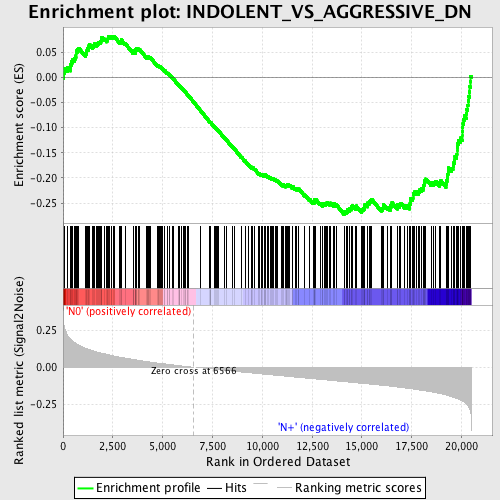 Enrichment plot: INDOLENT_VS_AGGRESSIVE_DN
Enrichment score (ES)
0.05
0.00
-0.05
-0.10
-0.15
-0.20
-0.25
'N0' (positively correlated)
Ranked list metric (Signal2Noise)
0.25
0.00
-0.25
Zero cross at 6566
'N+' (negatively correlated)
0
2,500
5,000
7,500
10,000
12,500
15,000
17,500
20,000
Rank in Ordered Dataset
Enrichment profile
Hits
Ranking metric scores